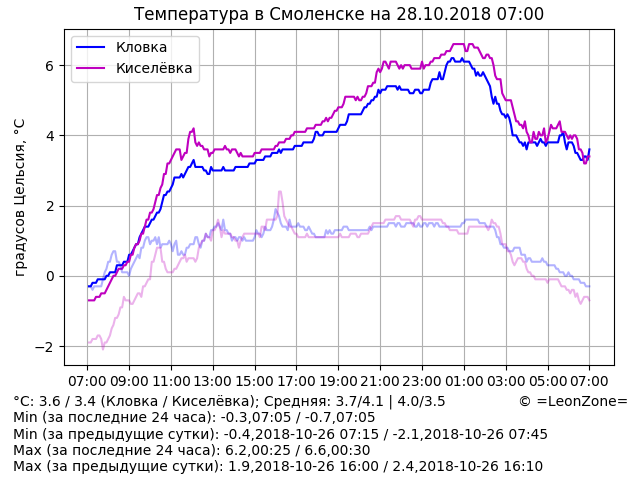 Температура в Смоленске на 28.10.2018 07:00
Кловка
Киселёвка
градусов Цельсия, °C
6
4
2
0
−2
07:00 09:00 11:00 13:00 15:00 17:00 19:00 21:00 23:00 01:00 03:00 05:00 07:00
°C: 3.6 / 3.4 (Кловка / Киселёвка); Средняя: 3.7/4.1 | 4.0/3.5 © =LeonZone=
Min (за последние 24 часа): -0.3,07:05 / -0.7,07:05
Min (за предыдущие сутки): -0.4,2018-10-26 07:15 / -2.1,2018-10-26 07:45
Max (за последние 24 часа): 6.2,00:25 / 6.6,00:30
Max (за предыдущие сутки): 1.9,2018-10-26 16:00 / 2.4,2018-10-26 16:10